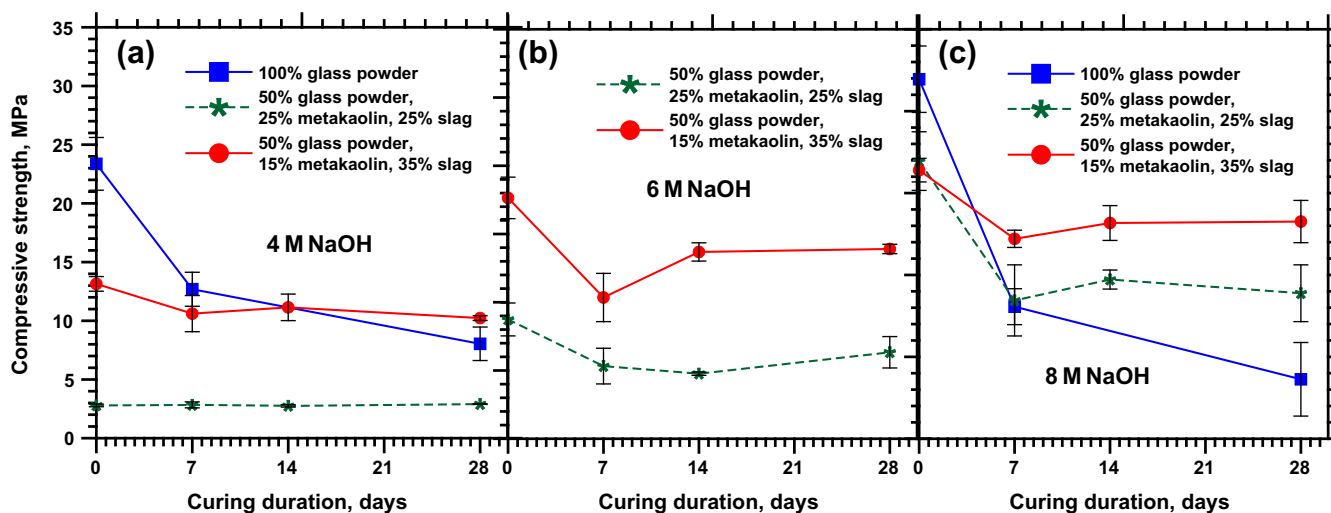 (a)
100% glass powder
50% glass powder,
25% metakaolin, 25% slag
50% glass powder,
15% metakaolin, 35% slag
4 M NaOH
Compressive strength, MPa
35
30
25
20
15
10
5
0
0 7 14 21 28
Curing duration, days
(b)
50% glass powder,
25% metakaolin, 25% slag
50% glass powder,
15% metakaolin, 35% slag
6 M NaOH
0 7 14 21 28
Curing duration, days
(c)
100% glass powder
50% glass powder,
25% metakaolin, 25% slag
50% glass powder,
15% metakaolin, 35% slag
8 M NaOH
0 7 14 21 28
Curing duration, days